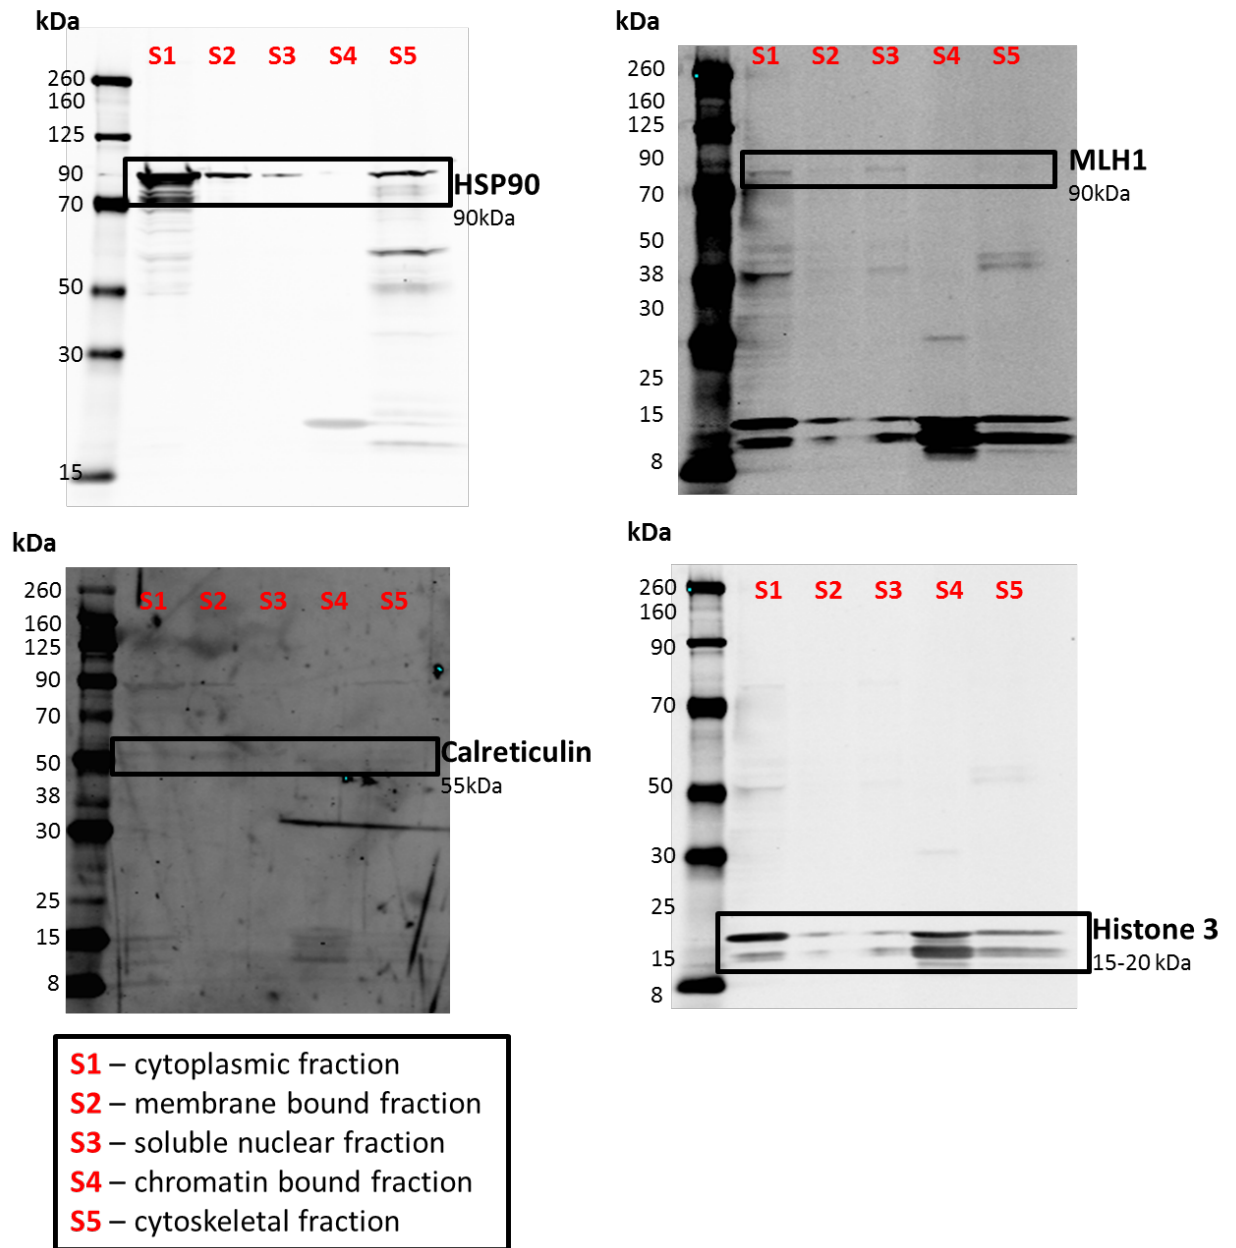 kDa
S1 S2 S3 S4 S5
260
160
125
90
70
50
30
15
HSP90
90kDa
kDa
S1 S2 S3 S4 S5
260
160
125
90
70
50
38
30
25
15
8
MLH1
90kDa
kDa
S1 S2 S3 S4 S5
260
160
125
90
70
50
38
30
25
15
8
Calreticulin
55kDa
kDa
S1 S2 S3 S4 S5
260
160
90
70
50
30
25
15
8
Histone 3
15-20 kDa
S1 – cytoplasmic fraction
S2 – membrane bound fraction
S3 – soluble nuclear fraction
S4 – chromatin bound fraction
S5 – cytoskeletal fraction